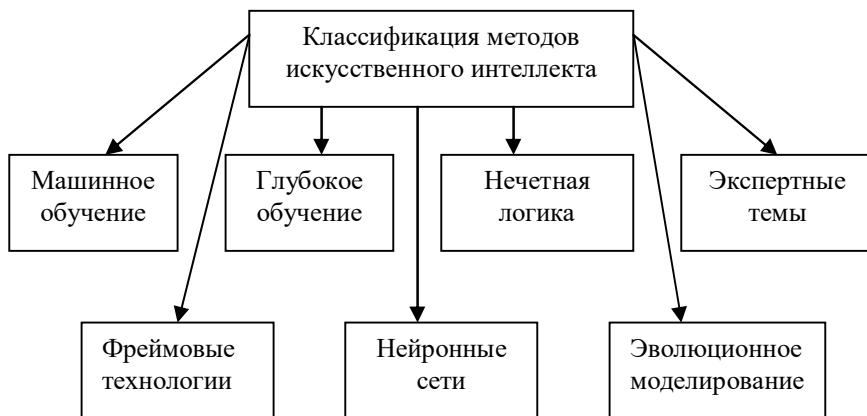 Классификация методов
искусственного интеллекта
Машинное
обучение
Глубокое
обучение
Нечетная
логика
Экспертные
темы
Фреймовые
технологии
Нейронные
сети
Эволюционное
моделирование